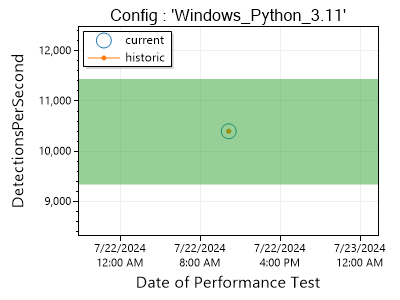 Config : 'Windows_Python_3.11'
current
historic
DetectionsPerSecond
12,000
11,000
10,000
9,000
7/22/2024 7/22/2024 7/22/2024 7/23/2024
12:00 AM 8:00 AM 4:00 PM 12:00 AM
Date of Performance Test